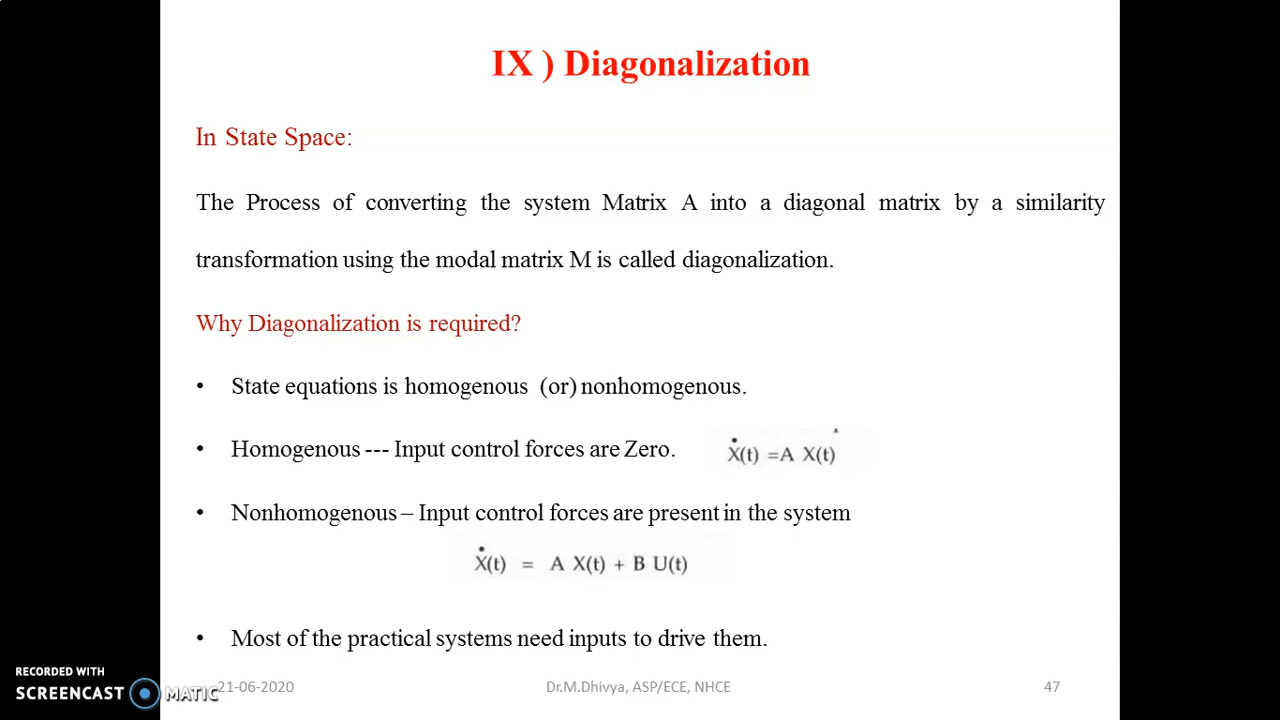 IX ) Diagonalization
In State Space:
The Process of converting the system Matrix A into a diagonal matrix by a similarity
transformation using the modal matrix M is called diagonalization.
Why Diagonalization is required?
• State equations is homogenous (or) nonhomogenous.
• Homogenous --- Input control forces are Zero. Ẋ(t) =A X(t)
• Nonhomogenous – Input control forces are present in the system
Ẋ(t) = A X(t) + B U(t)
• Most of the practical systems need inputs to drive them.
RECORDED WITH
SCREENCAST MATIC
21-06-2020 Dr.M.Dhivya, ASP/ECE, NHCE 47